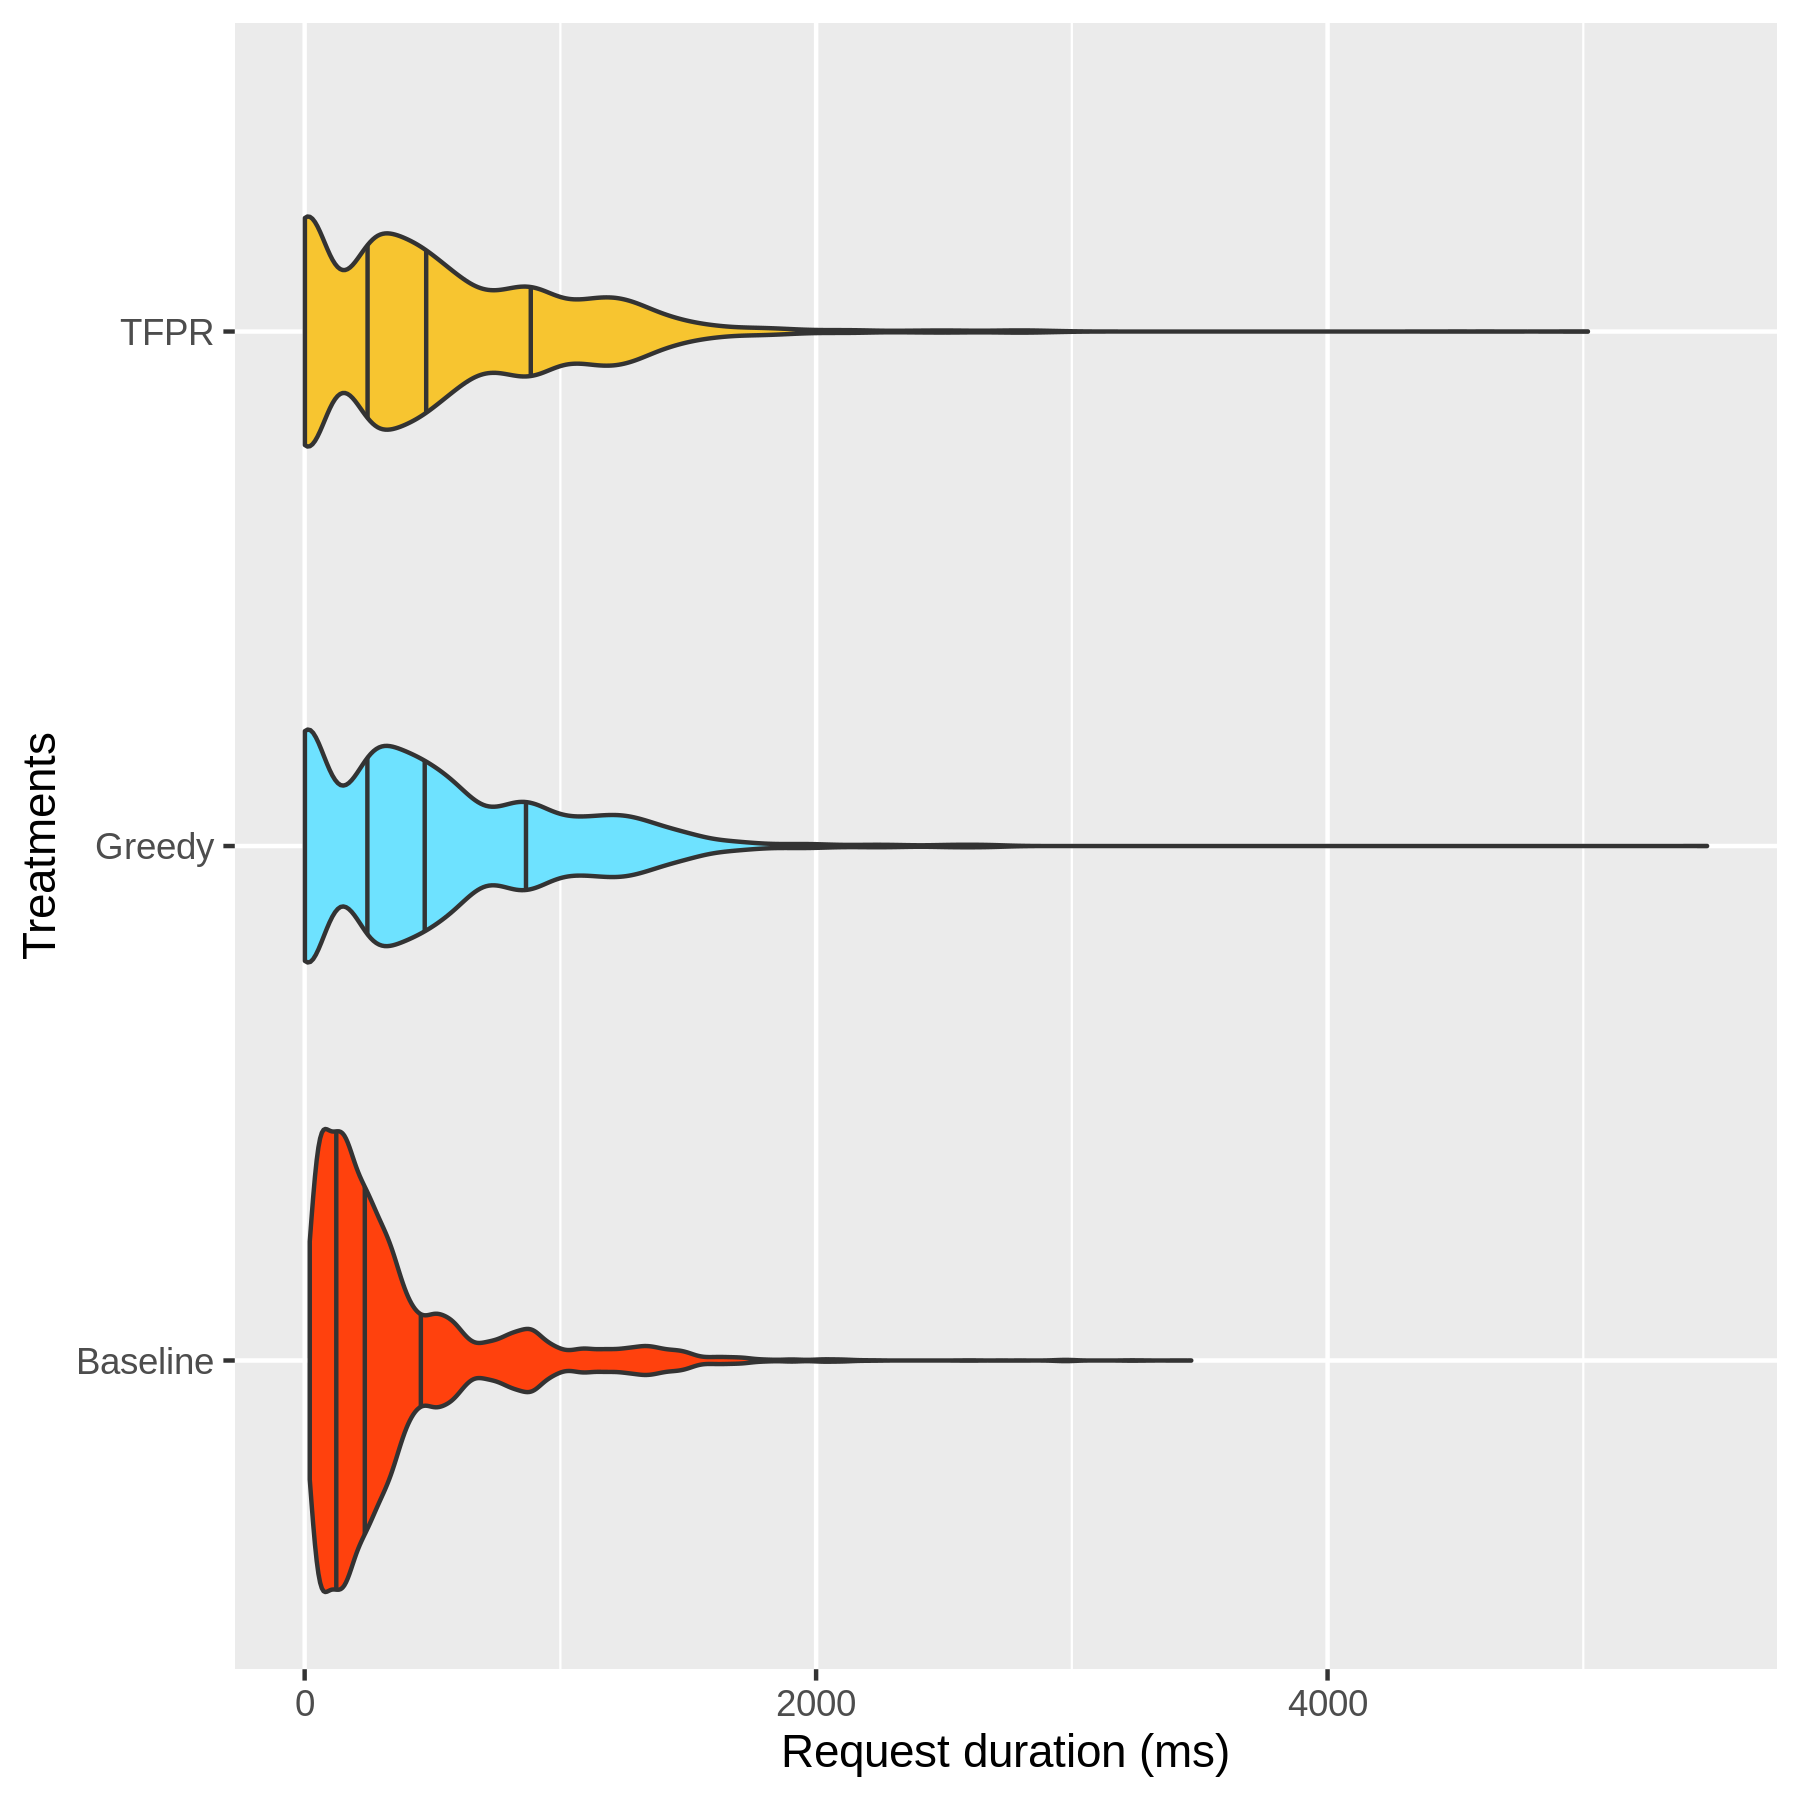 Treatments
TFPR
Greedy
Baseline
0 2000 4000
Request duration (ms)